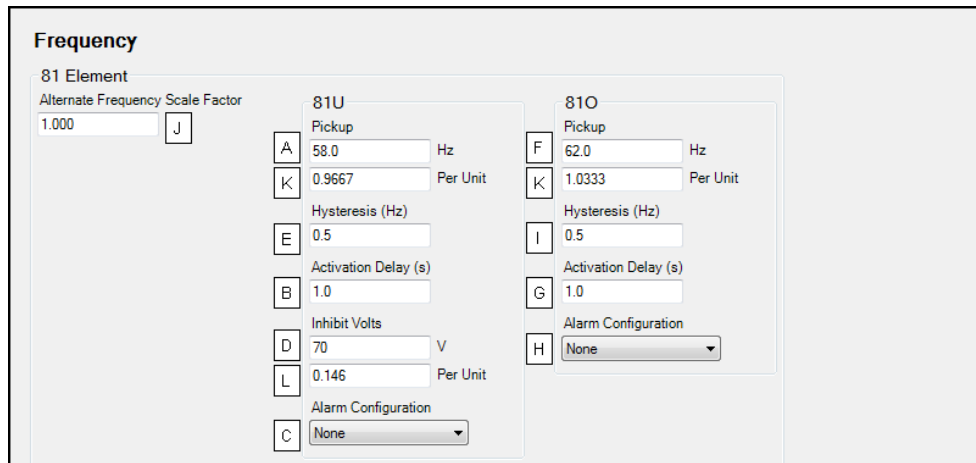 Frequency
81 Element
Alternate Frequency Scale Factor
1.000
J
81U
Pickup
A
58.0
Hz
K
0.9667
Per Unit
Hysteresis (Hz)
E
0.5
Activation Delay (s)
B
1.0
Inhibit Volts
D
70
V
L
0.146
Per Unit
Alarm Configuration
C
None
81O
Pickup
F
62.0
Hz
K
1.0333
Per Unit
Hysteresis (Hz)
I
0.5
Activation Delay (s)
G
1.0
Alarm Configuration
H
None